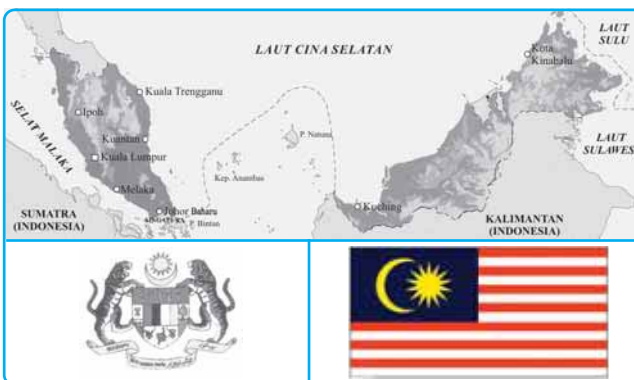 LAUT CINA SELATAN
LAUT
SULU
Kota
Kinabalu
Kuala Trengganu
Ipoh
SELAT MALAKA
Kuantan
P. Natuna
LAUT
SULAWES
Kuala Lumpur
Kep. Anambas
Melaka
Kuching
Johor Baharu
SUMATRA
(INDONESIA)
P. Bintan
KALIMANTAN
(INDONESIA)